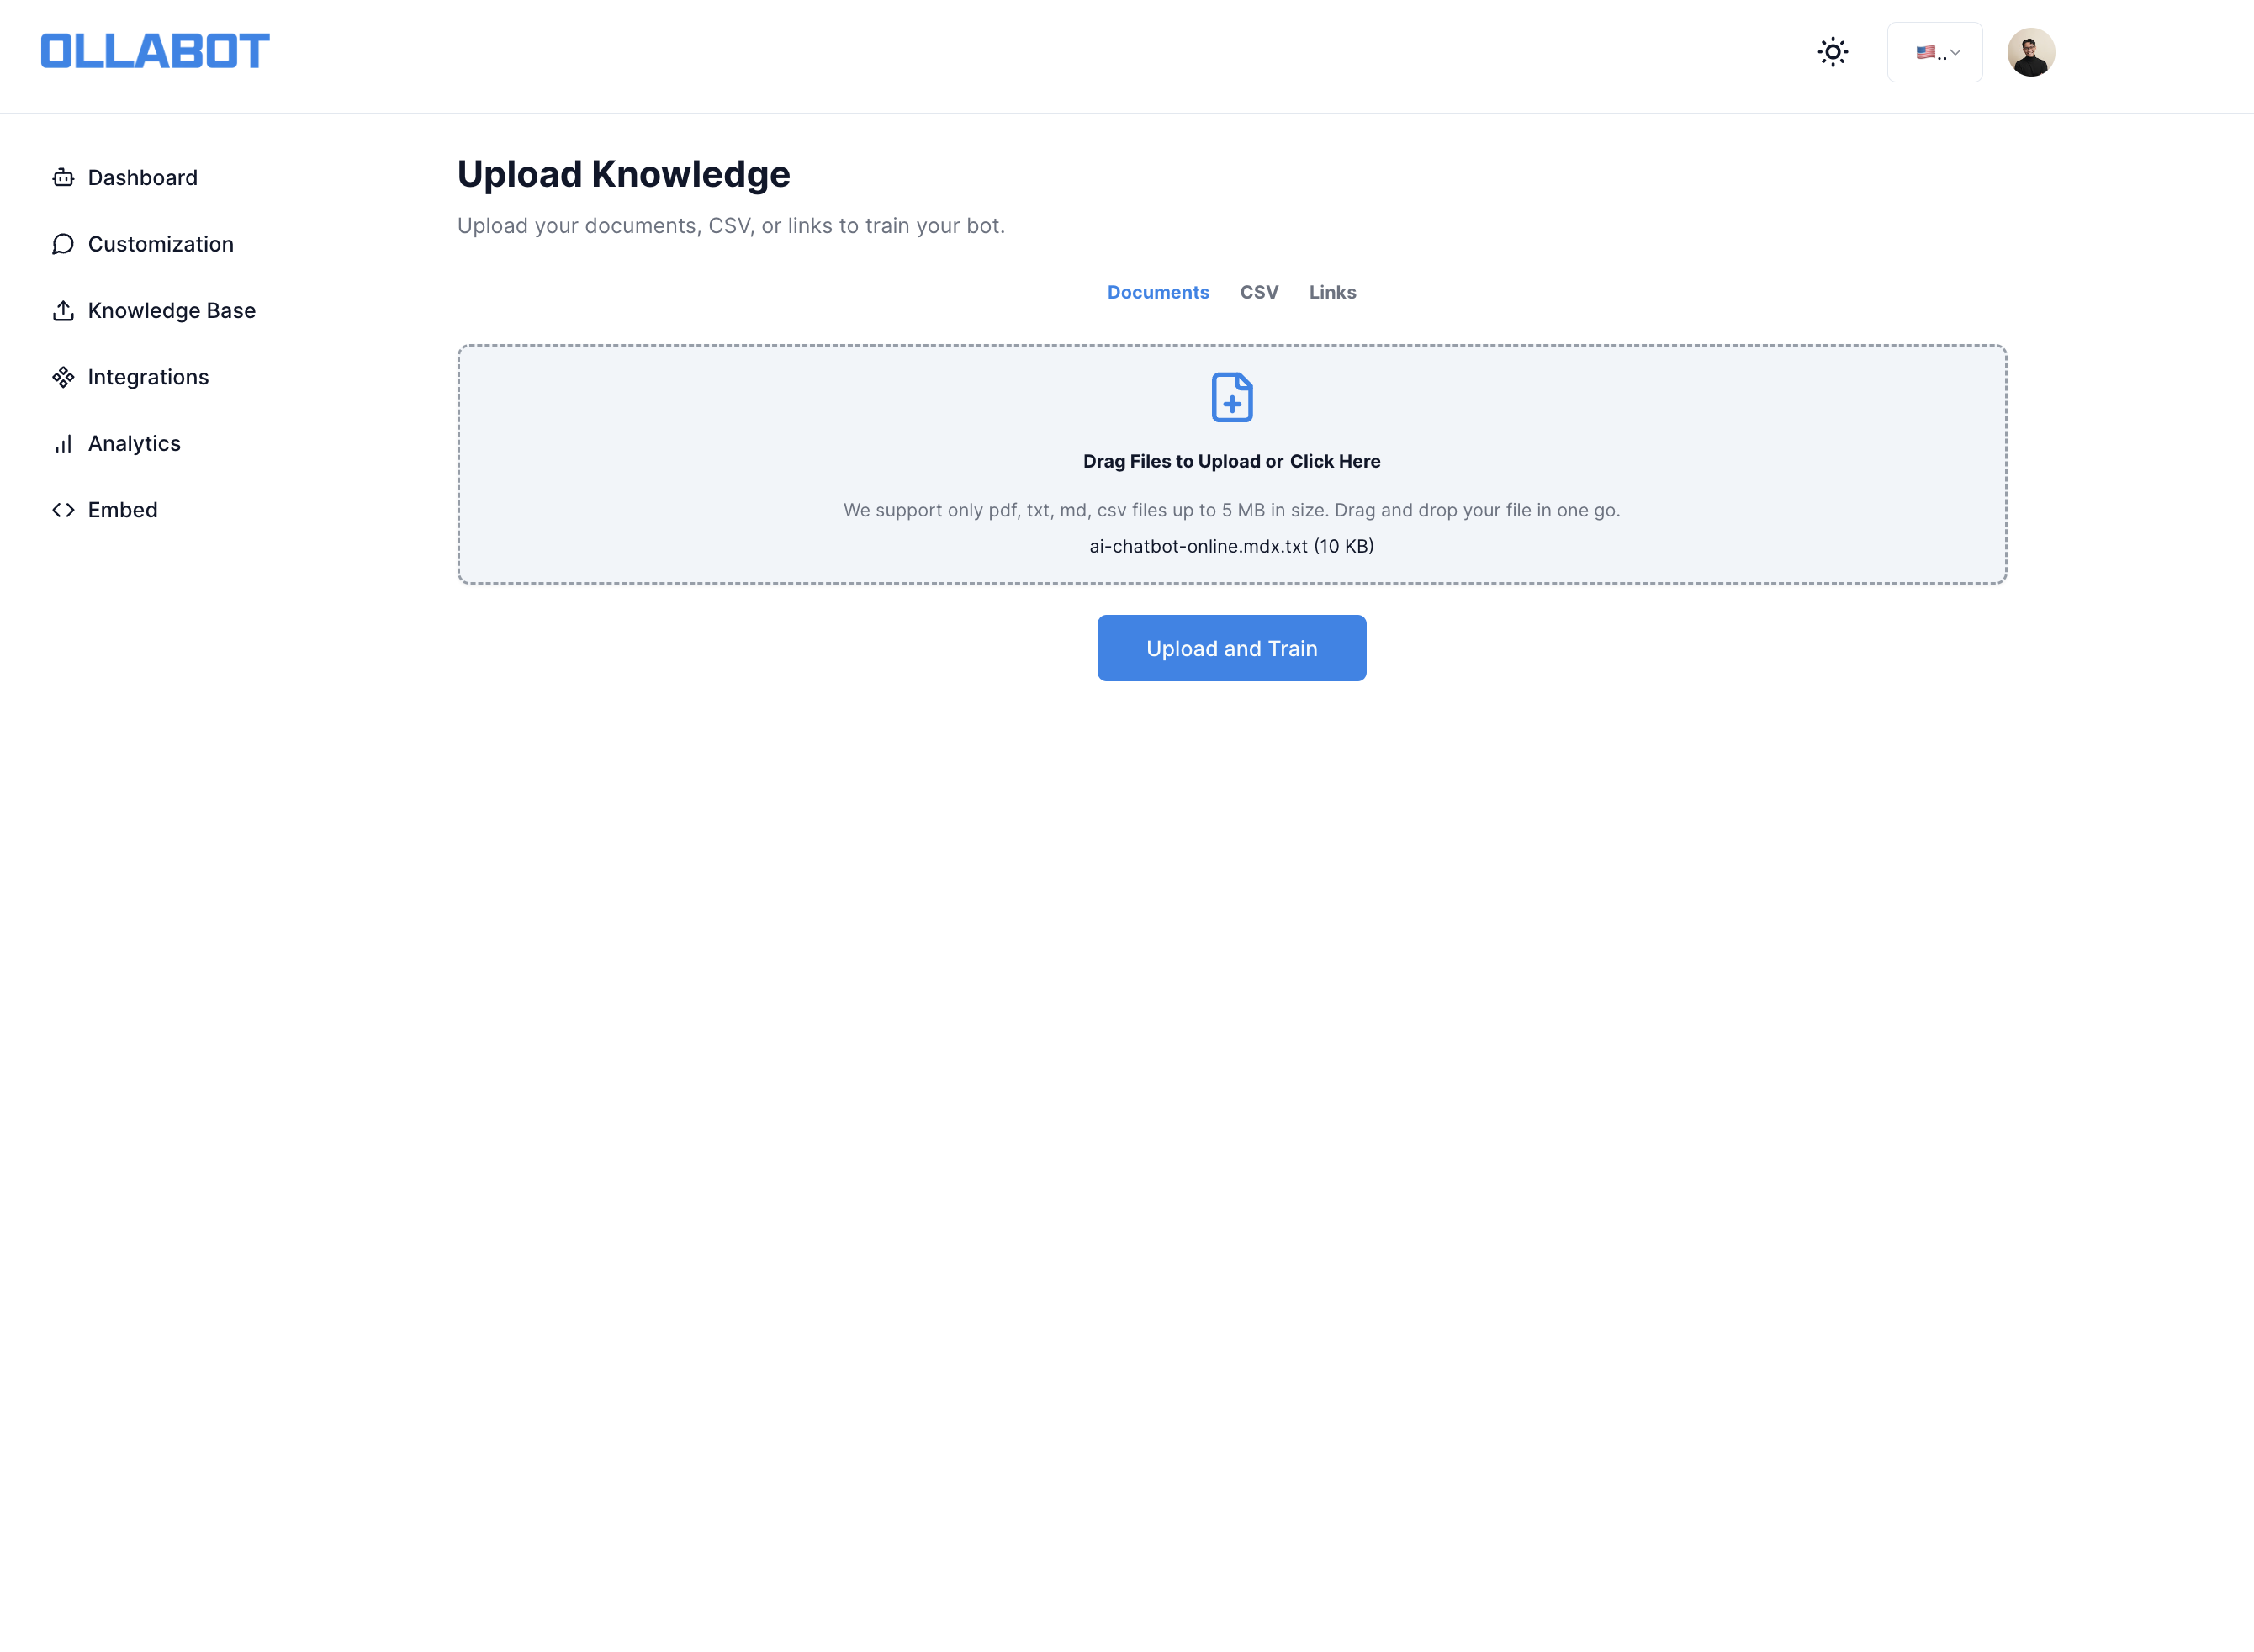 OLLABOT
..
Dashboard
Customization
Knowledge Base
Integrations
Analytics
Embed
Upload Knowledge
Upload your documents, CSV, or links to train your bot.
Documents CSV Links
Drag Files to Upload or Click Here
We support only pdf, txt, md, csv files up to 5 MB in size. Drag and drop your file in one go.
ai-chatbot-online.mdx.txt (10 KB)
Upload and Train